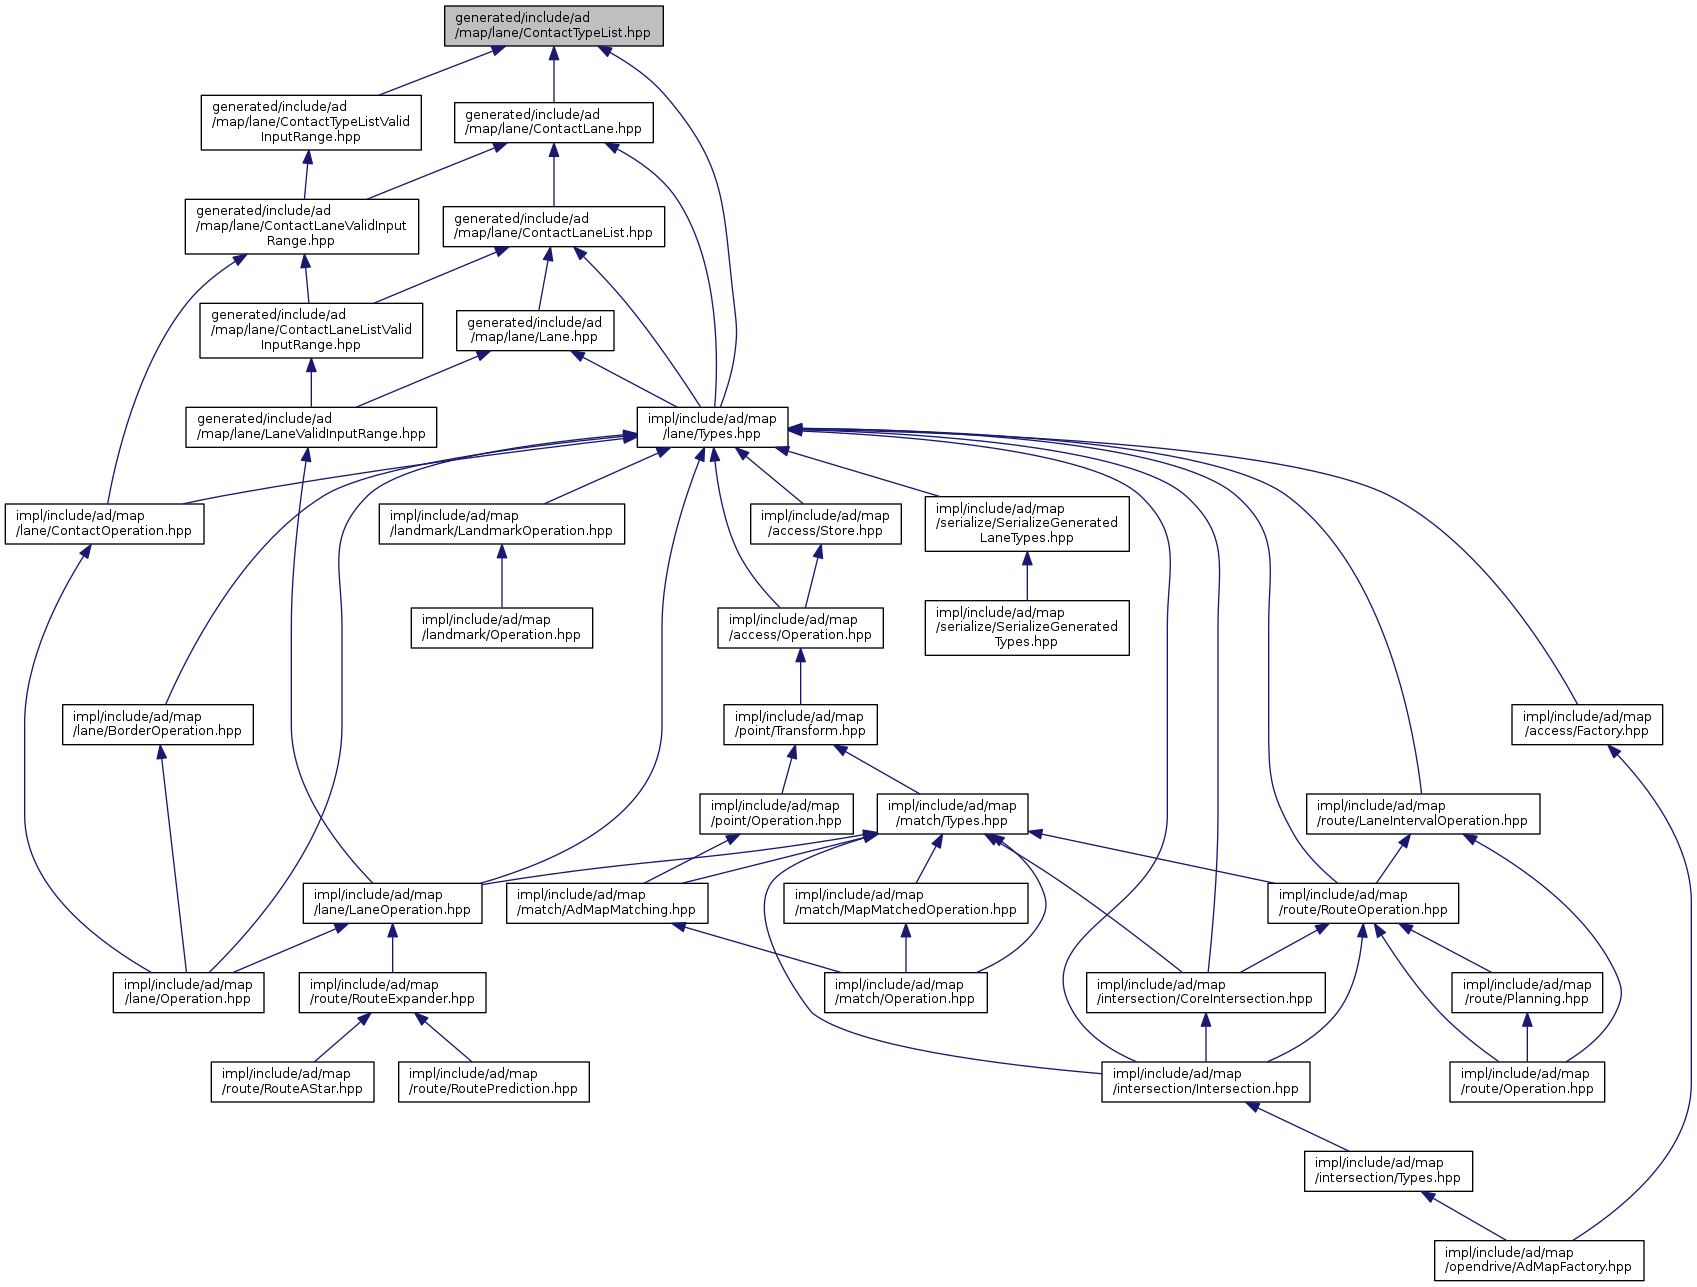 generated/include/ad
/map/lane/ContactTypeList.hpp
generated/include/ad
/map/lane/ContactTypeListValid
InputRange.hpp
generated/include/ad
/map/lane/ContactLane.hpp
generated/include/ad
/map/lane/ContactLaneValidInput
Range.hpp
generated/include/ad
/map/lane/ContactLaneList.hpp
generated/include/ad
/map/lane/ContactLaneListValid
InputRange.hpp
generated/include/ad
/map/lane/Lane.hpp
generated/include/ad
/map/lane/LaneValidInputRange.hpp
impl/include/ad/map
/lane/Types.hpp
impl/include/ad/map
/lane/ContactOperation.hpp
impl/include/ad/map
/landmark/LandmarkOperation.hpp
impl/include/ad/map
/access/Store.hpp
impl/include/ad/map
/serialize/SerializeGenerated
LaneTypes.hpp
impl/include/ad/map
/landmark/Operation.hpp
impl/include/ad/map
/access/Operation.hpp
impl/include/ad/map
/serialize/SerializeGenerated
Types.hpp
impl/include/ad/map
/lane/BorderOperation.hpp
impl/include/ad/map
/point/Transform.hpp
impl/include/ad/map
/access/Factory.hpp
impl/include/ad/map
/point/Operation.hpp
impl/include/ad/map
/match/Types.hpp
impl/include/ad/map
/route/LaneIntervalOperation.hpp
impl/include/ad/map
/lane/LaneOperation.hpp
impl/include/ad/map
/match/AdMapMatching.hpp
impl/include/ad/map
/match/MapMatchedOperation.hpp
impl/include/ad/map
/route/RouteOperation.hpp
impl/include/ad/map
/lane/Operation.hpp
impl/include/ad/map
/route/RouteExpander.hpp
impl/include/ad/map
/match/Operation.hpp
impl/include/ad/map
/intersection/CoreIntersection.hpp
impl/include/ad/map
/route/Planning.hpp
impl/include/ad/map
/route/RouteAStar.hpp
impl/include/ad/map
/route/RoutePrediction.hpp
impl/include/ad/map
/intersection/Intersection.hpp
impl/include/ad/map
/route/Operation.hpp
impl/include/ad/map
/intersection/Types.hpp
impl/include/ad/map
/opendrive/AdMapFactory.hpp